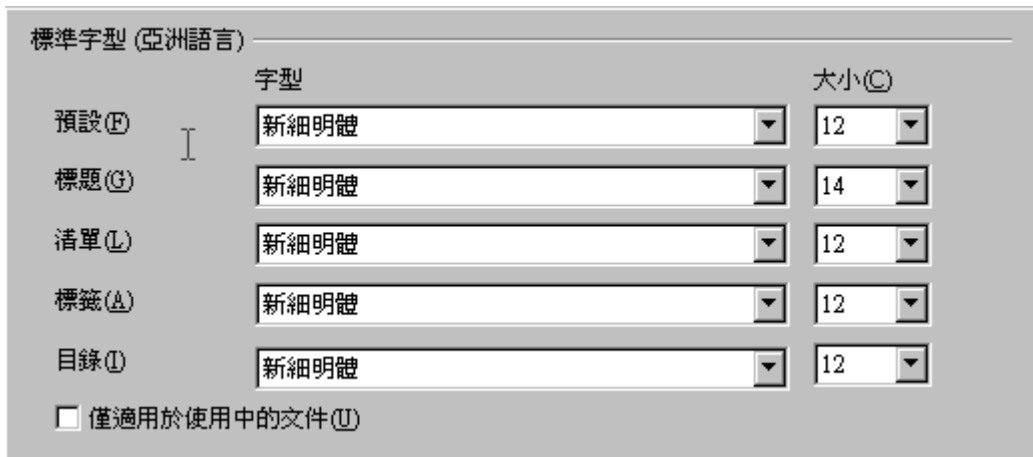 標準字型 (亞洲語言)
字型 大小(C)
預設(F) 新細明體 12
標題(G) 新細明體 14
清單(L) 新細明體 12
標籤(A) 新細明體 12
目錄(I) 新細明體 12
僅適用於使用中的文件(U)